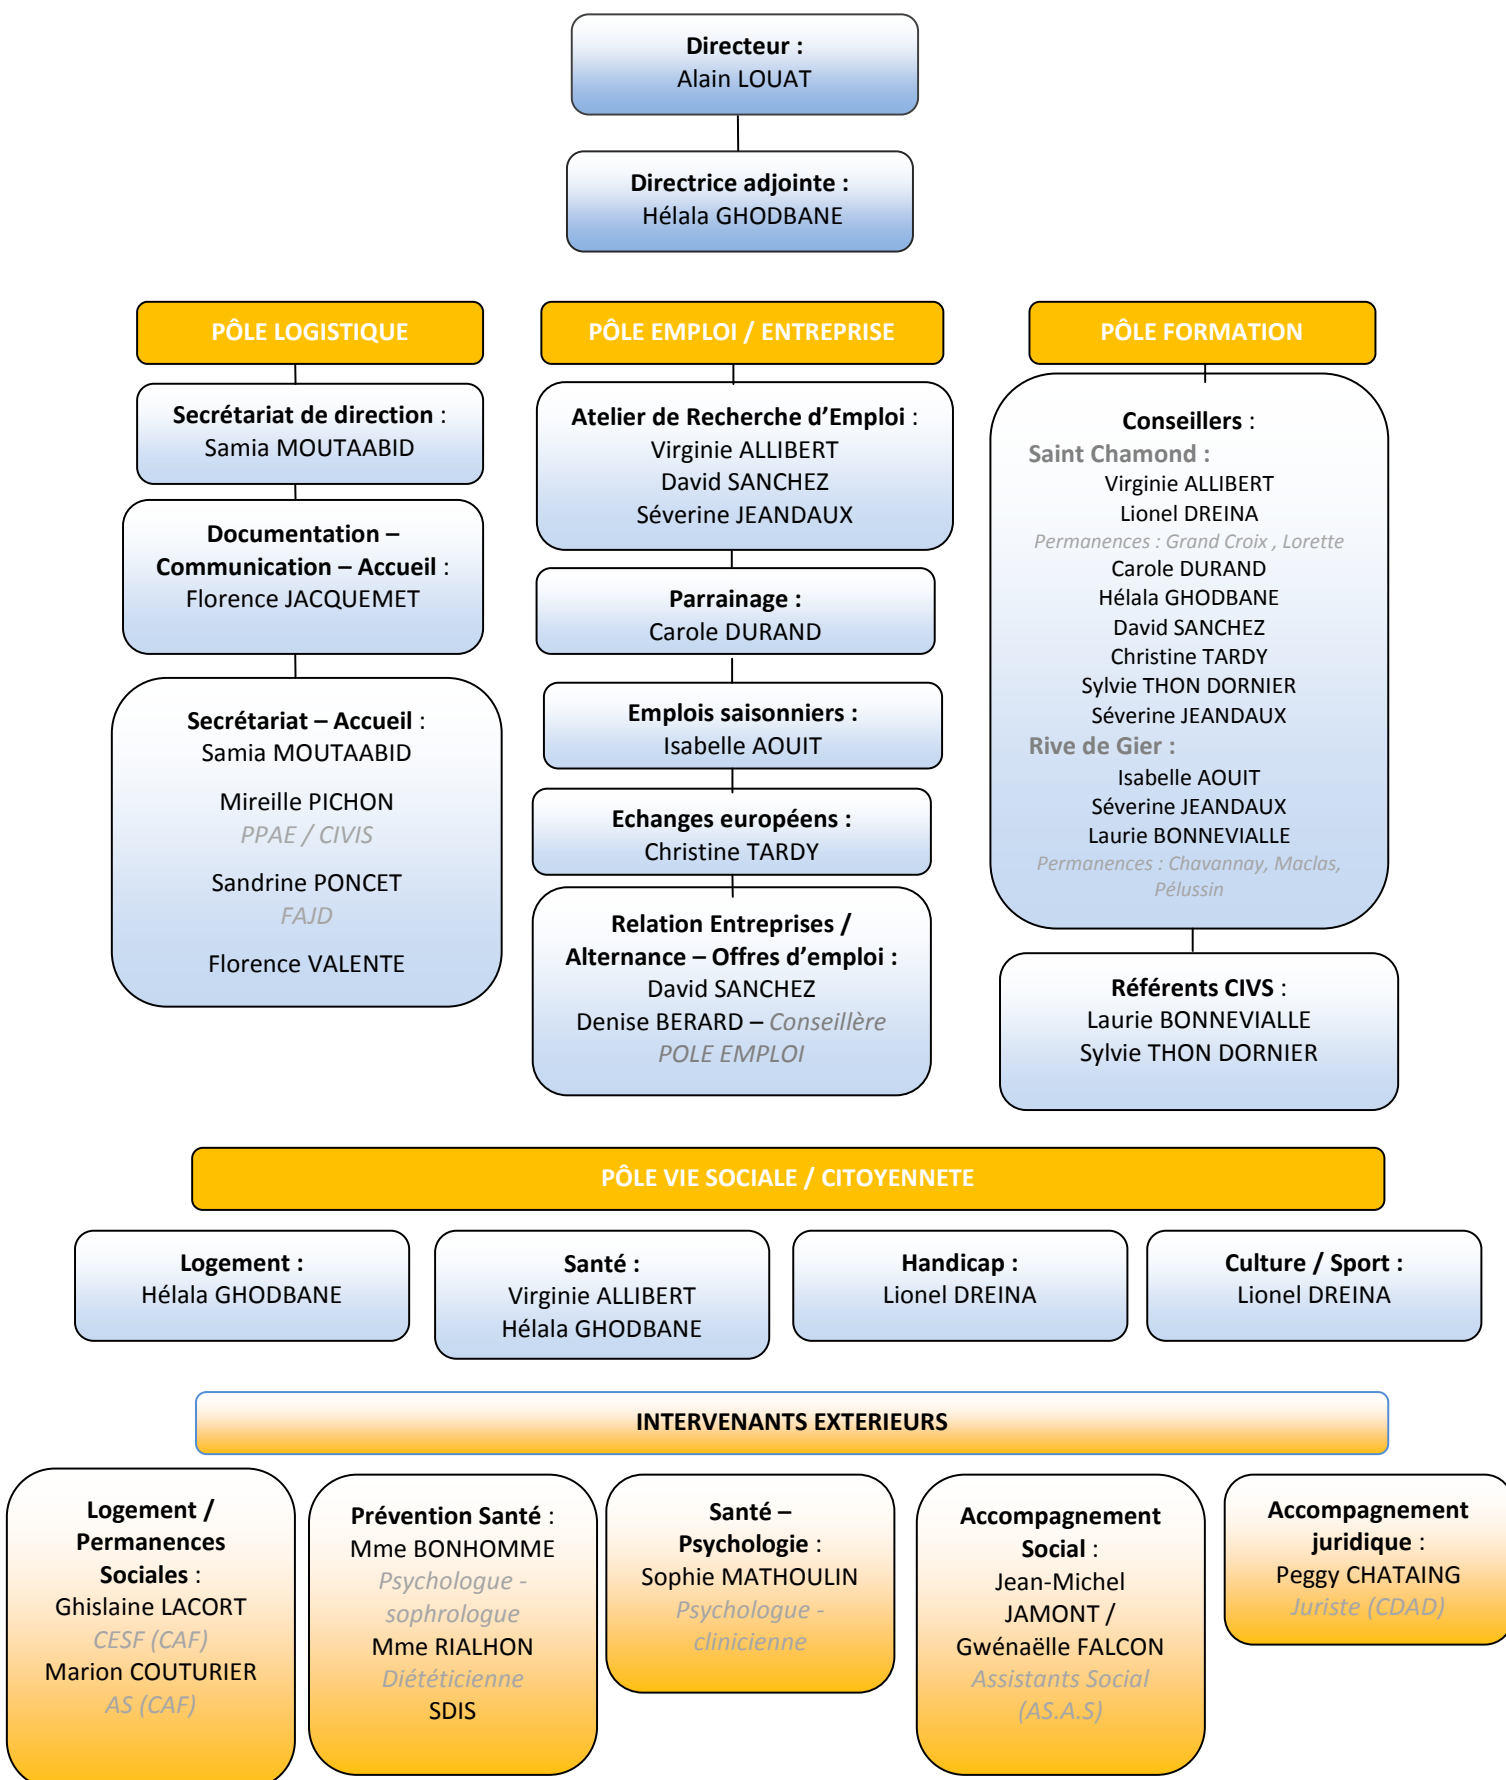 Directeur :
Alain LOUAT
Directrice adjointe :
Hélala GHODBANE
PÔLE LOGISTIQUE
Secrétariat de direction :
Samia MOUTAABID
Documentation –
Communication – Accueil :
Florence JACQUEMET
Secrétariat – Accueil :
Samia MOUTAABID
Mireille PICHON
PPAE / CIVIS
Sandrine PONCET
FAJD
Florence VALENTE
PÔLE EMPLOI / ENTREPRISE
Atelier de Recherche d’Emploi :
Virginie ALLIBERT
David SANCHEZ
Séverine JEANDAUX
Parrainage :
Carole DURAND
Emplois saisonniers :
Isabelle AOUIT
Echanges européens :
Christine TARDY
Relation Entreprises /
Alternance – Offres d’emploi :
David SANCHEZ
Denise BERARD – Conseillère
POLE EMPLOI
PÔLE FORMATION
Conseillers :
Saint Chamond :
Virginie ALLIBERT
Lionel DREINA
Permanences : Grand Croix , Lorette
Carole DURAND
Hélala GHODBANE
David SANCHEZ
Christine TARDY
Sylvie THON DORNIER
Séverine JEANDAUX
Rive de Gier :
Isabelle AOUIT
Séverine JEANDAUX
Laurie BONNEVIALLE
Permanences : Chavannay, Maclas,
Pélussin
Référents CIVS :
Laurie BONNEVIALLE
Sylvie THON DORNIER
PÔLE VIE SOCIALE / CITOYENNETE
Logement :
Hélala GHODBANE
Santé :
Virginie ALLIBERT
Hélala GHODBANE
Handicap :
Lionel DREINA
Culture / Sport :
Lionel DREINA
INTERVENANTS EXTERIEURS
Logement /
Permanences
Sociales :
Ghislaine LACORT
CESF (CAF)
Marion COUTURIER
AS (CAF)
Prévention Santé :
Mme BONHOMME
Psychologue -
sophrologue
Mme RIALHON
Diététicienne
SDIS
Santé –
Psychologie :
Sophie MATHOULIN
Psychologue -
clinicienne
Accompagnement
Social :
Jean-Michel
JAMONT /
Gwénaëlle FALCON
Assistants Social
(AS.A.S)
Accompagnement
juridique :
Peggy CHATAING
Juriste (CDAD)